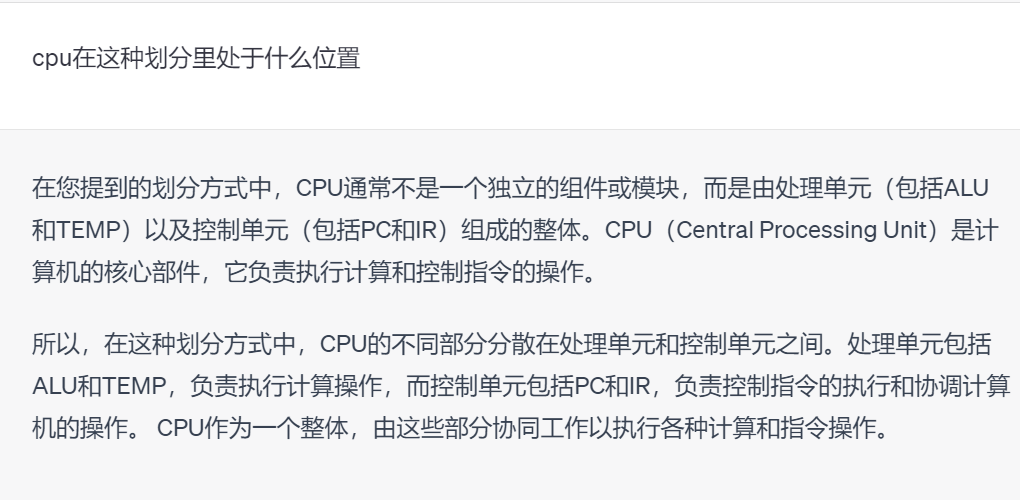 cpu在这种划分里处于什么位置
在您提到的划分方式中，CPU通常不是一个独立的组件或模块，而是由处理单元（包括ALU
和TEMP）以及控制单元（包括PC和IR）组成的整体。CPU（Central Processing Unit）是计
算机的核心部件，它负责执行计算和控制指令的操作。
所以，在这种划分方式中，CPU的不同部分分散在处理单元和控制单元之间。处理单元包括
ALU和TEMP，负责执行计算操作，而控制单元包括PC和IR，负责控制指令的执行和协调计算
机的操作。 CPU作为一个整体，由这些部分协同工作以执行各种计算和指令操作。